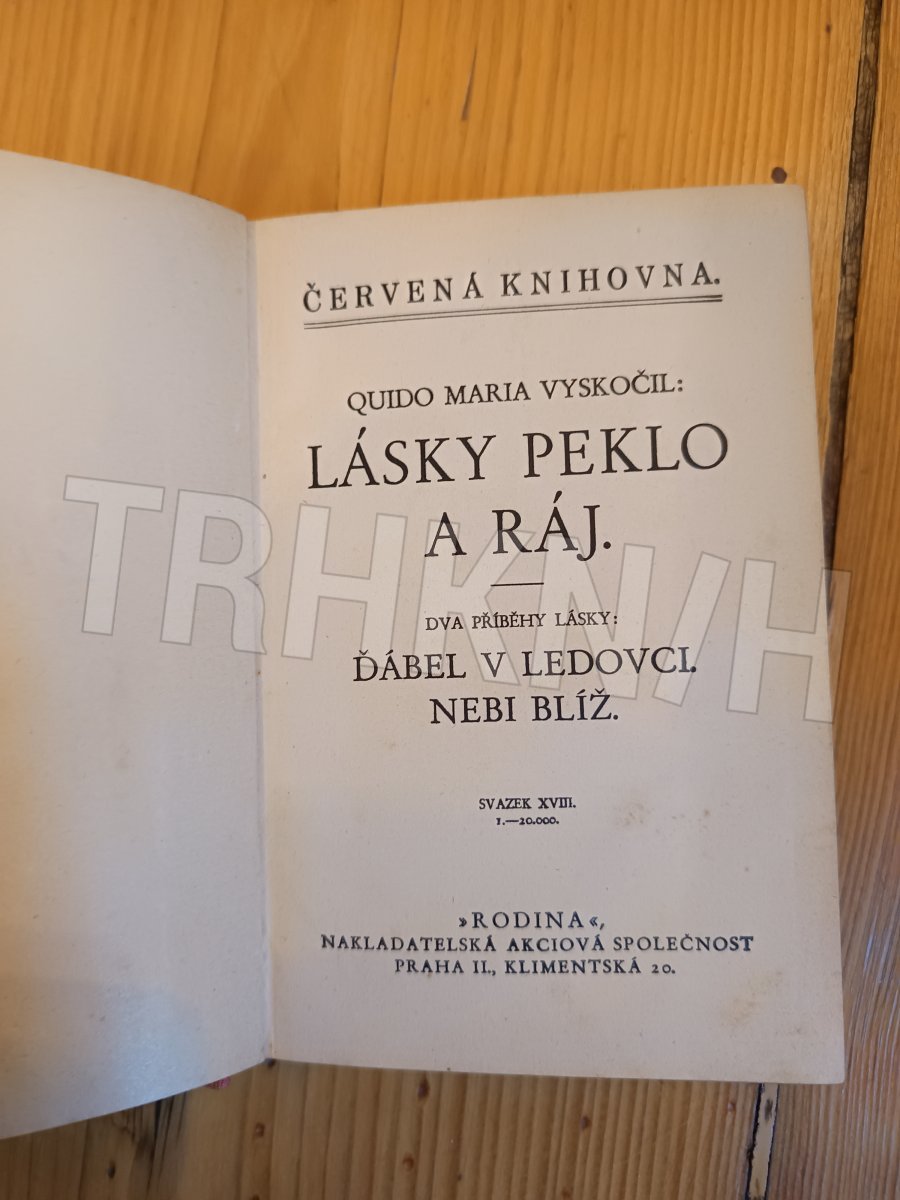 ČERVENÁ KNIHOVNA.
QUIDO MARIA VYSKOČIL:
LÁSKY PEKLO
A RÁJ.
DVA PŘÍBĚHY LÁSKY:
ĎÁBEL V LEDOVCI.
NEBI BLÍŽ.
SVAZEK XVIII.
1.—20.000.
»RODINA«,
NAKLADATELSKÁ AKCIOVÁ SPOLEČNOST
PRAHA II., KLIMENTSKÁ 20.
TRHKN/H